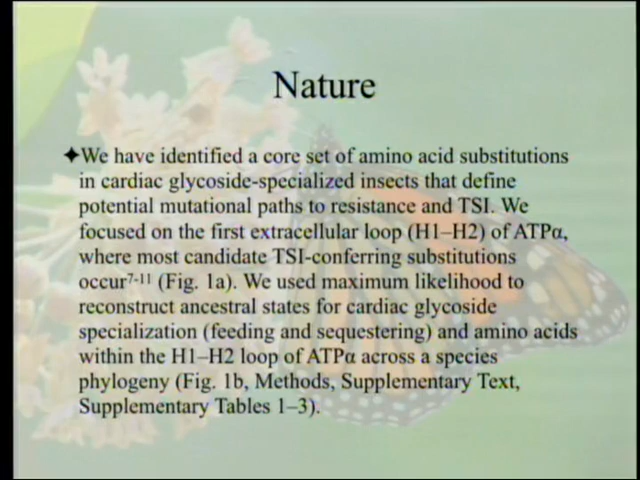 Nature
✦We have identified a core set of amino acid substitutions
in cardiac glycoside-specialized insects that define
potential mutational paths to resistance and TSI. We
focused on the first extracellular loop (H1–H2) of ATPα,
where most candidate TSI-conferring substitutions
occur⁷⁻¹¹ (Fig. 1a). We used maximum likelihood to
reconstruct ancestral states for cardiac glycoside
specialization (feeding and sequestering) and amino acids
within the H1–H2 loop of ATPα across a species
phylogeny (Fig. 1b, Methods, Supplementary Text,
Supplementary Tables 1–3).